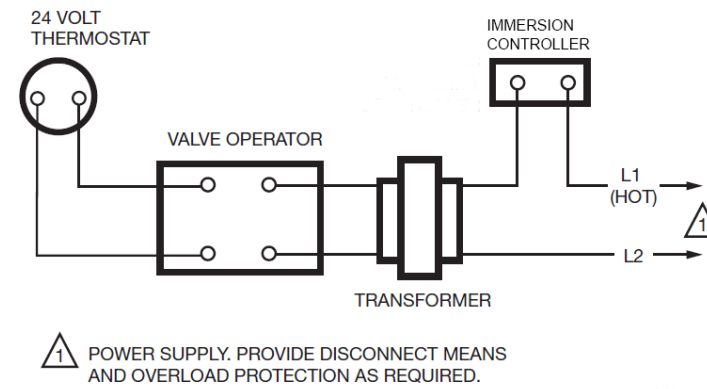 24 VOLT
THERMOSTAT
IMMERSION
CONTROLLER
VALVE OPERATOR
L1
(HOT)
1
L2
TRANSFORMER
1 POWER SUPPLY. PROVIDE DISCONNECT MEANS
AND OVERLOAD PROTECTION AS REQUIRED.